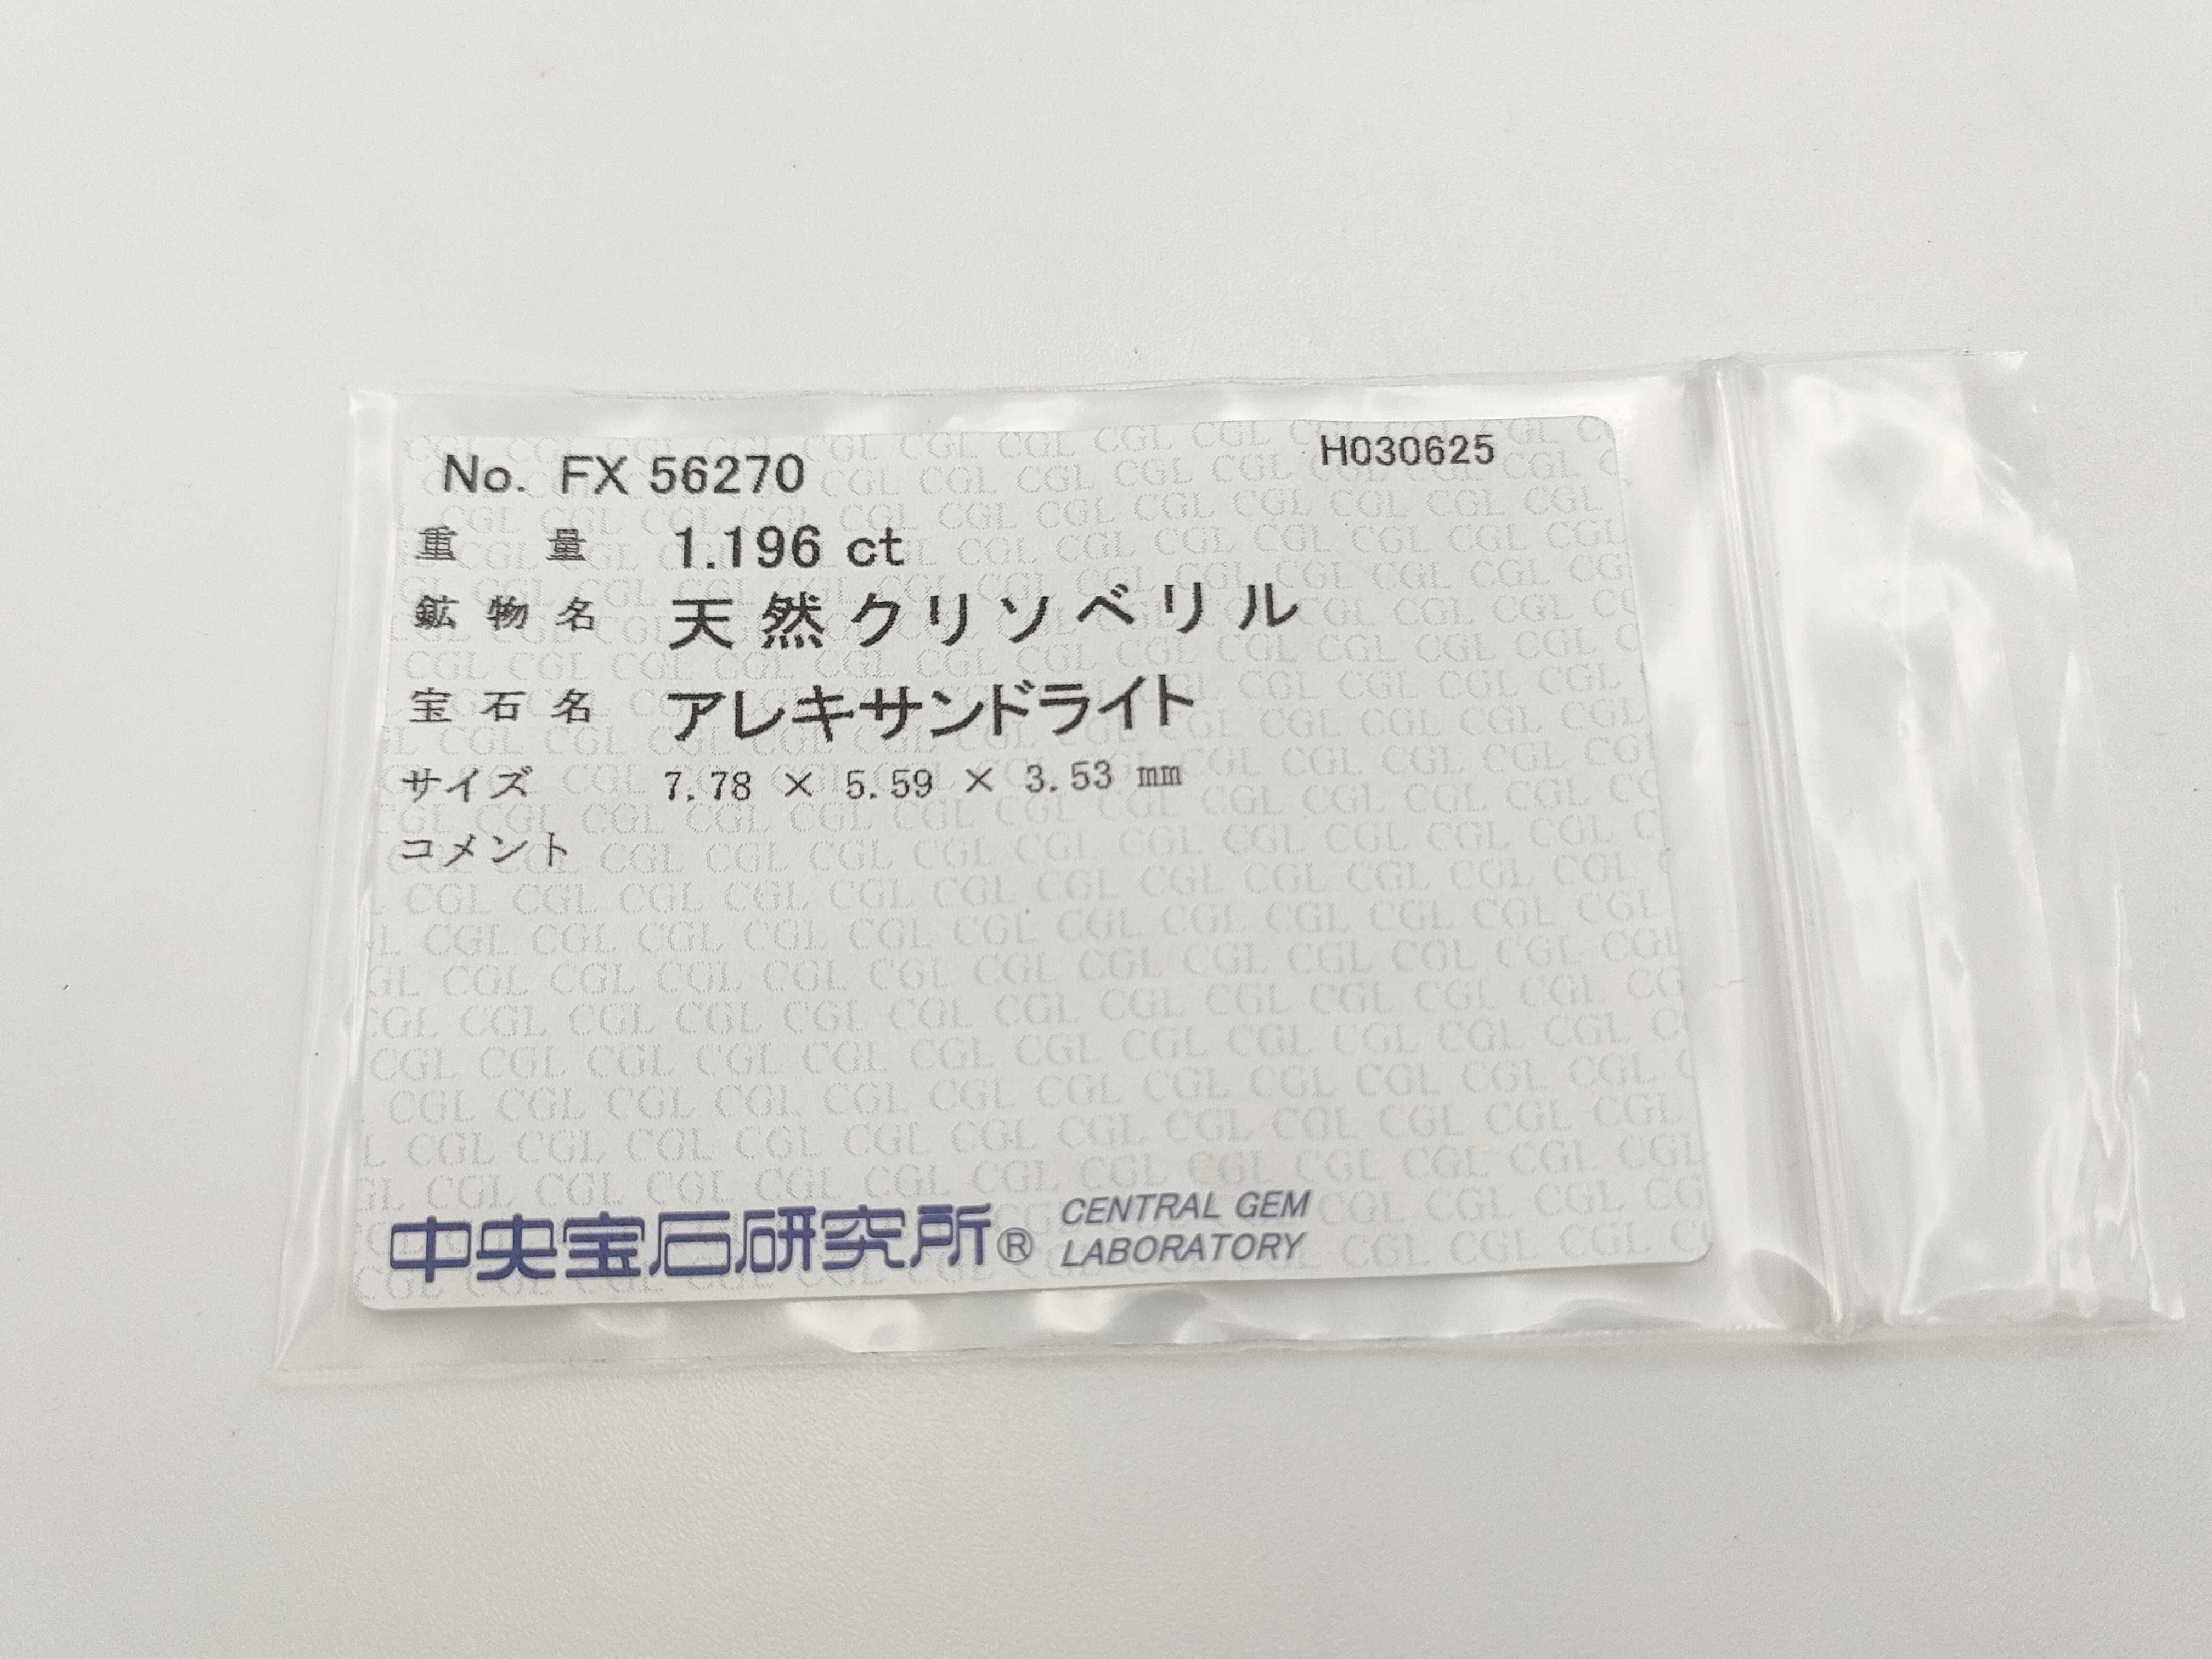 No. FX 56270 H030625
重量 1.196 ct
鉱物名 天然クリソベリル
宝石名 アレキサンドライト
サイズ 7.78 × 5.59 × 3.53 mm
コメント
中央宝石研究所® CENTRAL GEM
LABORATORY